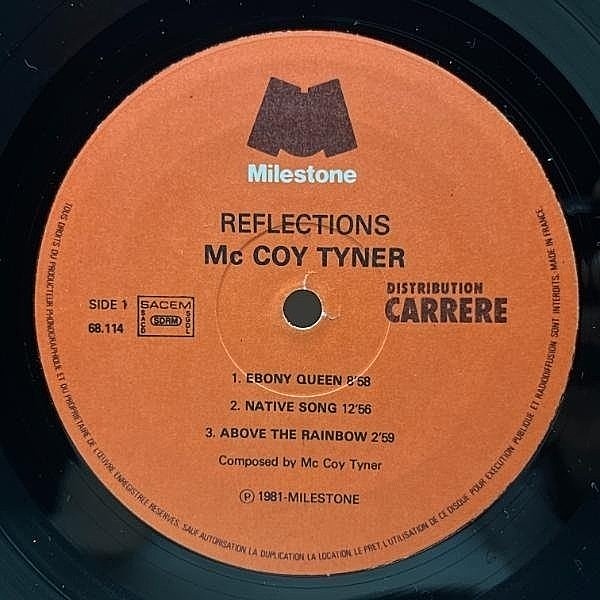 Milestone
REFLECTIONS
Mc COY TYNER
DISTRIBUTION
CARRERE
SIDE 1
68.114
SACEM
SACD
SDRM
SGDL
1. EBONY QUEEN 8'58
2. NATIVE SONG 12'56
3. ABOVE THE RAINBOW 2'59
Composed by Mc Coy Tyner
Ⓟ 1981-MILESTONE
TOUS DROITS DU PRODUCTEUR PHONOGRAPHIQUE ET DU PROPRIETAIRE DE L'ŒUVRE ENREGISTREE RESERVES. SAUF AUTORISATION, LA DUPLICATION, LA LOCATION, LE PRET, L'UTILISATION DE CE DISQUE POUR EXECUTION PUBLIQUE ET RADIODIFFUSION SONT INTERDITS. MADE IN FRANCE.